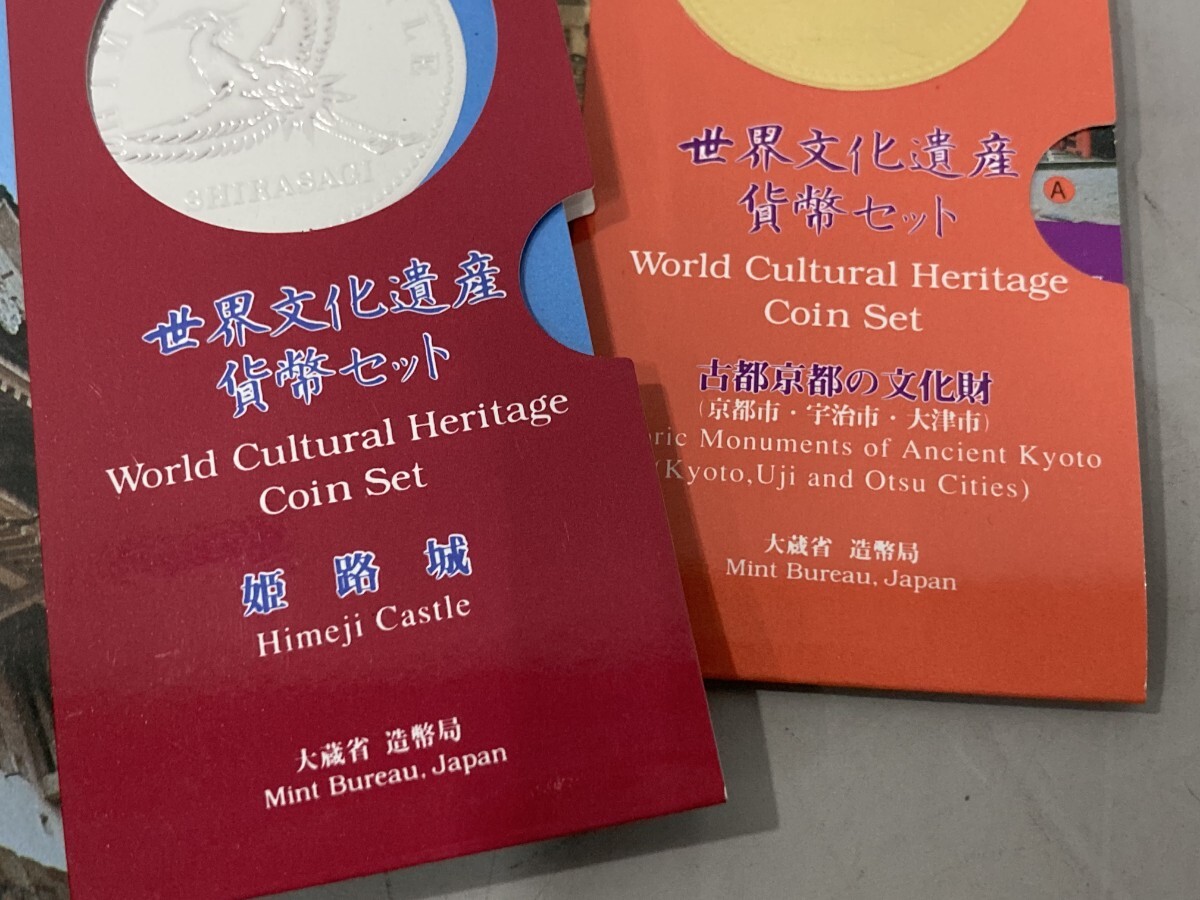 SHIRASAGI
世界文化遺産
貨幣セット
World Cultural Heritage
Coin Set
姫路城
Himeji Castle
大蔵省 造幣局
Mint Bureau, Japan
A
世界文化遺産
貨幣セット
World Cultural Heritage
Coin Set
古都京都の文化財
(京都市・宇治市・大津市)
Monuments of Ancient Kyoto
(Kyoto,Uji and Otsu Cities)
大蔵省 造幣局
Mint Bureau, Japan